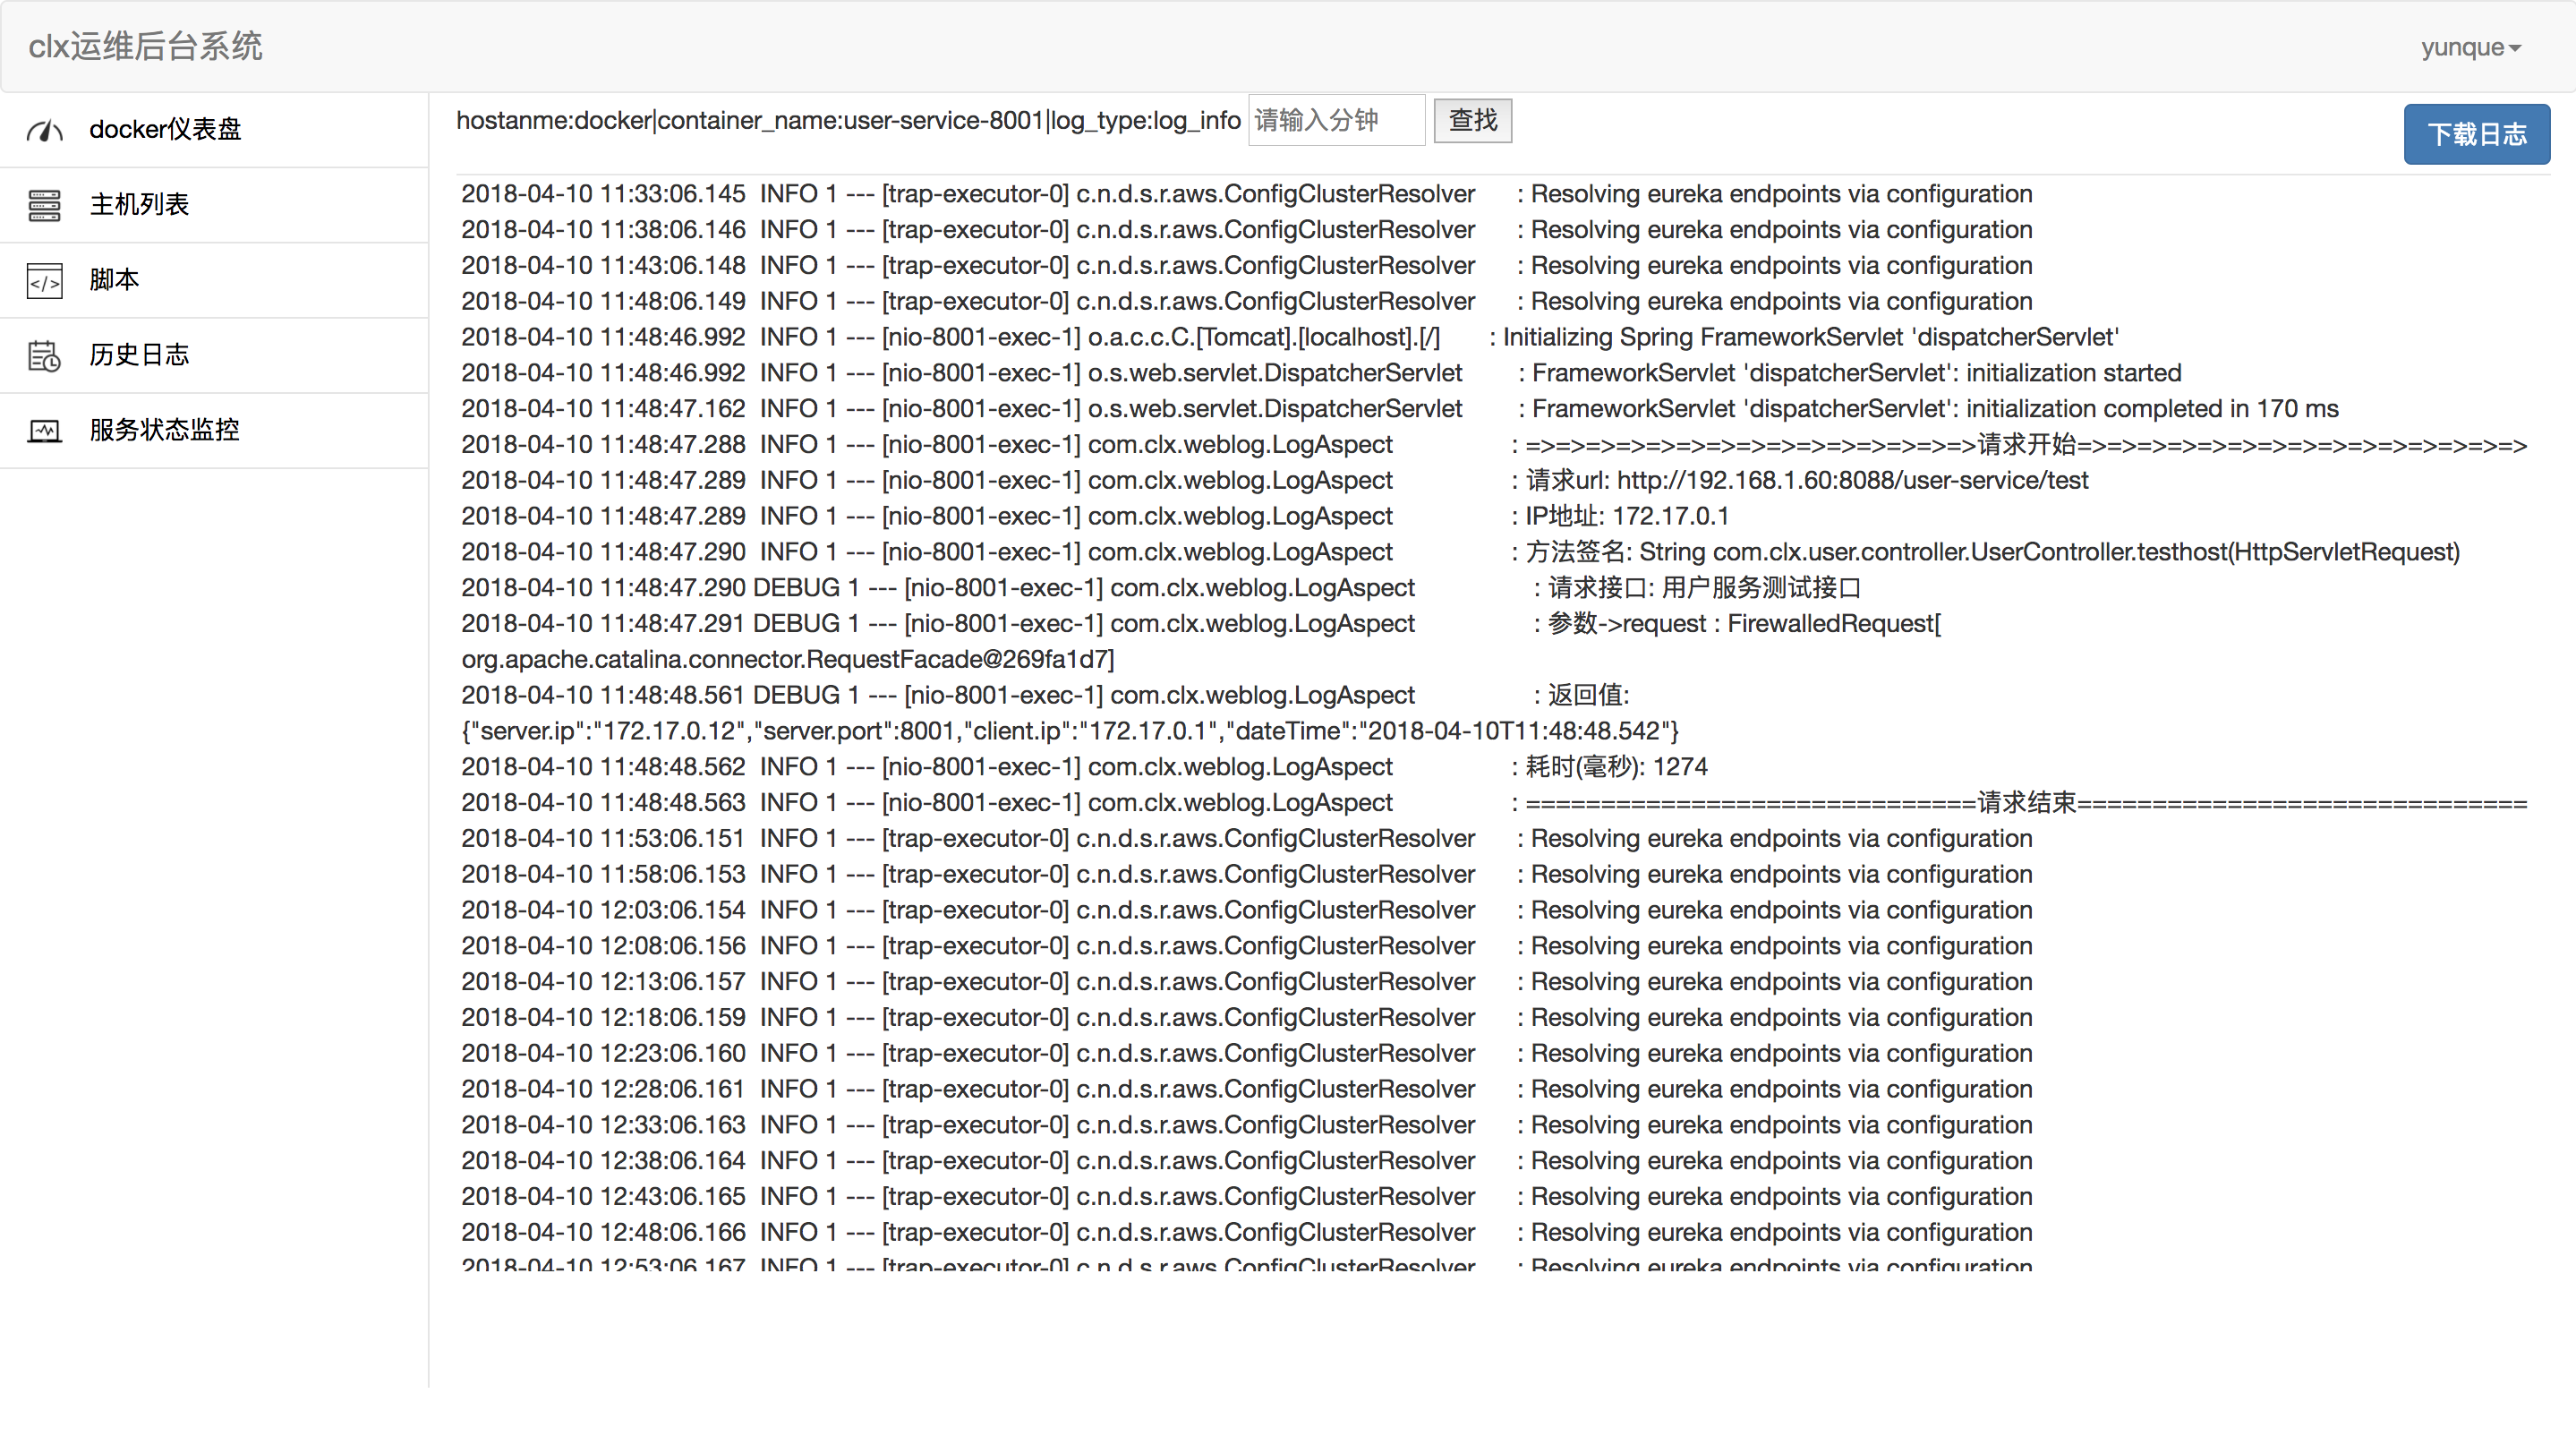 clx运维后台系统
yunque
docker仪表盘
主机列表
脚本
历史日志
服务状态监控
hostanme:docker|container_name:user-service-8001|log_type:log_info 请输入分钟 查找
下载日志
2018-04-10 11:33:06.145 INFO 1 --- [trap-executor-0] c.n.d.s.r.aws.ConfigClusterResolver : Resolving eureka endpoints via configuration
2018-04-10 11:38:06.146 INFO 1 --- [trap-executor-0] c.n.d.s.r.aws.ConfigClusterResolver : Resolving eureka endpoints via configuration
2018-04-10 11:43:06.148 INFO 1 --- [trap-executor-0] c.n.d.s.r.aws.ConfigClusterResolver : Resolving eureka endpoints via configuration
2018-04-10 11:48:06.149 INFO 1 --- [trap-executor-0] c.n.d.s.r.aws.ConfigClusterResolver : Resolving eureka endpoints via configuration
2018-04-10 11:48:46.992 INFO 1 --- [nio-8001-exec-1] o.a.c.c.C.[Tomcat].[localhost].[/] : Initializing Spring FrameworkServlet 'dispatcherServlet'
2018-04-10 11:48:46.992 INFO 1 --- [nio-8001-exec-1] o.s.web.servlet.DispatcherServlet : FrameworkServlet 'dispatcherServlet': initialization started
2018-04-10 11:48:47.162 INFO 1 --- [nio-8001-exec-1] o.s.web.servlet.DispatcherServlet : FrameworkServlet 'dispatcherServlet': initialization completed in 170 ms
2018-04-10 11:48:47.288 INFO 1 --- [nio-8001-exec-1] com.clx.weblog.LogAspect : =>=>=>=>=>=>=>=>=>=>=>=>=>=>=>请求开始=>=>=>=>=>=>=>=>=>=>=>=>=>=>=>
2018-04-10 11:48:47.289 INFO 1 --- [nio-8001-exec-1] com.clx.weblog.LogAspect : 请求url: http://192.168.1.60:8088/user-service/test
2018-04-10 11:48:47.289 INFO 1 --- [nio-8001-exec-1] com.clx.weblog.LogAspect : IP地址: 172.17.0.1
2018-04-10 11:48:47.290 INFO 1 --- [nio-8001-exec-1] com.clx.weblog.LogAspect : 方法签名: String com.clx.user.controller.UserController.testhost(HttpServletRequest)
2018-04-10 11:48:47.290 DEBUG 1 --- [nio-8001-exec-1] com.clx.weblog.LogAspect : 请求接口: 用户服务测试接口
2018-04-10 11:48:47.291 DEBUG 1 --- [nio-8001-exec-1] com.clx.weblog.LogAspect : 参数->request : FirewalledRequest[
org.apache.catalina.connector.RequestFacade@269fa1d7]
2018-04-10 11:48:48.561 DEBUG 1 --- [nio-8001-exec-1] com.clx.weblog.LogAspect : 返回值:
{"server.ip":"172.17.0.12","server.port":8001,"client.ip":"172.17.0.1","dateTime":"2018-04-10T11:48:48.542"}
2018-04-10 11:48:48.562 INFO 1 --- [nio-8001-exec-1] com.clx.weblog.LogAspect : 耗时(毫秒): 1274
2018-04-10 11:48:48.563 INFO 1 --- [nio-8001-exec-1] com.clx.weblog.LogAspect : ==============================请求结束==============================
2018-04-10 11:53:06.151 INFO 1 --- [trap-executor-0] c.n.d.s.r.aws.ConfigClusterResolver : Resolving eureka endpoints via configuration
2018-04-10 11:58:06.153 INFO 1 --- [trap-executor-0] c.n.d.s.r.aws.ConfigClusterResolver : Resolving eureka endpoints via configuration
2018-04-10 12:03:06.154 INFO 1 --- [trap-executor-0] c.n.d.s.r.aws.ConfigClusterResolver : Resolving eureka endpoints via configuration
2018-04-10 12:08:06.156 INFO 1 --- [trap-executor-0] c.n.d.s.r.aws.ConfigClusterResolver : Resolving eureka endpoints via configuration
2018-04-10 12:13:06.157 INFO 1 --- [trap-executor-0] c.n.d.s.r.aws.ConfigClusterResolver : Resolving eureka endpoints via configuration
2018-04-10 12:18:06.159 INFO 1 --- [trap-executor-0] c.n.d.s.r.aws.ConfigClusterResolver : Resolving eureka endpoints via configuration
2018-04-10 12:23:06.160 INFO 1 --- [trap-executor-0] c.n.d.s.r.aws.ConfigClusterResolver : Resolving eureka endpoints via configuration
2018-04-10 12:28:06.161 INFO 1 --- [trap-executor-0] c.n.d.s.r.aws.ConfigClusterResolver : Resolving eureka endpoints via configuration
2018-04-10 12:33:06.163 INFO 1 --- [trap-executor-0] c.n.d.s.r.aws.ConfigClusterResolver : Resolving eureka endpoints via configuration
2018-04-10 12:38:06.164 INFO 1 --- [trap-executor-0] c.n.d.s.r.aws.ConfigClusterResolver : Resolving eureka endpoints via configuration
2018-04-10 12:43:06.165 INFO 1 --- [trap-executor-0] c.n.d.s.r.aws.ConfigClusterResolver : Resolving eureka endpoints via configuration
2018-04-10 12:48:06.166 INFO 1 --- [trap-executor-0] c.n.d.s.r.aws.ConfigClusterResolver : Resolving eureka endpoints via configuration
2018-04-10 12:53:06.167 INFO 1 --- [trap-executor-0] c.n.d.s.r.aws.ConfigClusterResolver : Resolving eureka endpoints via configuration